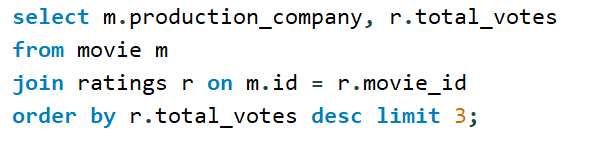 select m.production_company, r.total_votes
from movie m
join ratings r on m.id = r.movie_id
order by r.total_votes desc limit 3;